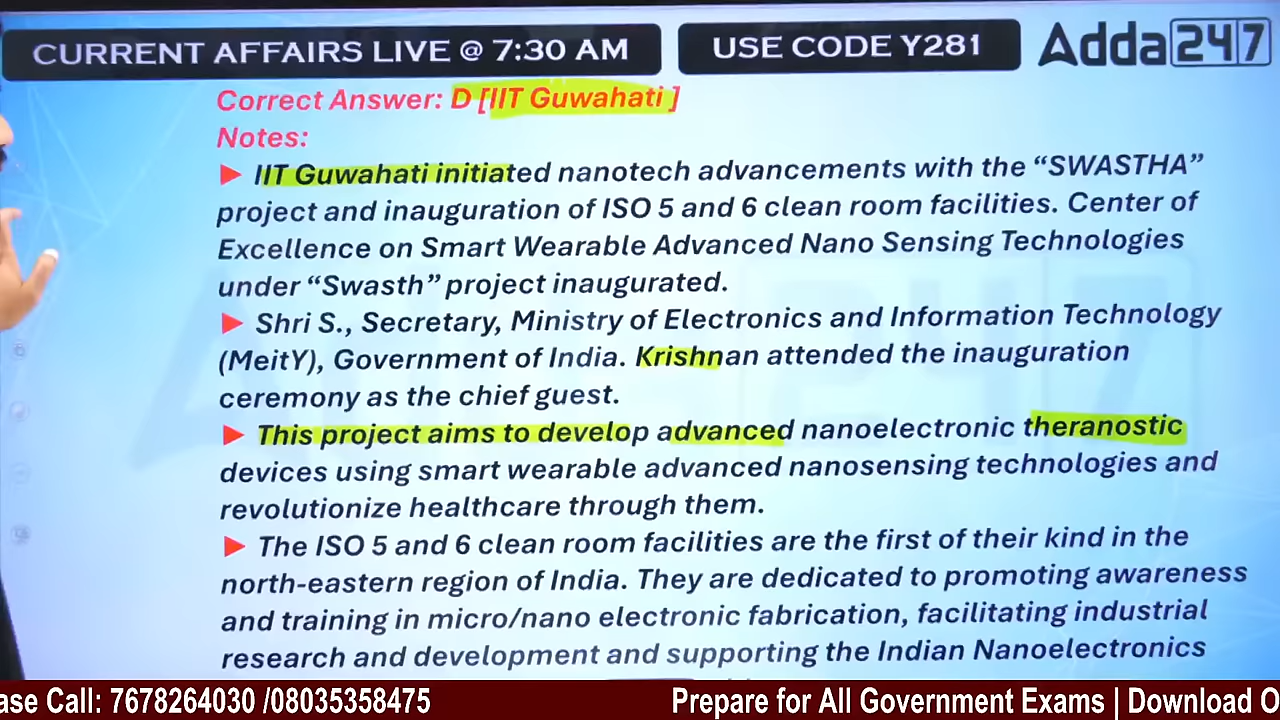 CURRENT AFFAIRS LIVE @ 7:30 AM
USE CODE Y281
Adda247
Correct Answer: D [IIT Guwahati ]
Notes:
► IIT Guwahati initiated nanotech advancements with the “SWASTHA”
project and inauguration of ISO 5 and 6 clean room facilities. Center of
Excellence on Smart Wearable Advanced Nano Sensing Technologies
under “Swasth” project inaugurated.
► Shri S., Secretary, Ministry of Electronics and Information Technology
(MeitY), Government of India. Krishnan attended the inauguration
ceremony as the chief guest.
► This project aims to develop advanced nanoelectronic theranostic
devices using smart wearable advanced nanosensing technologies and
revolutionize healthcare through them.
► The ISO 5 and 6 clean room facilities are the first of their kind in the
north-eastern region of India. They are dedicated to promoting awareness
and training in micro/nano electronic fabrication, facilitating industrial
research and development and supporting the Indian Nanoelectronics
ase Call: 7678264030 /08035358475
Prepare for All Government Exams | Download O